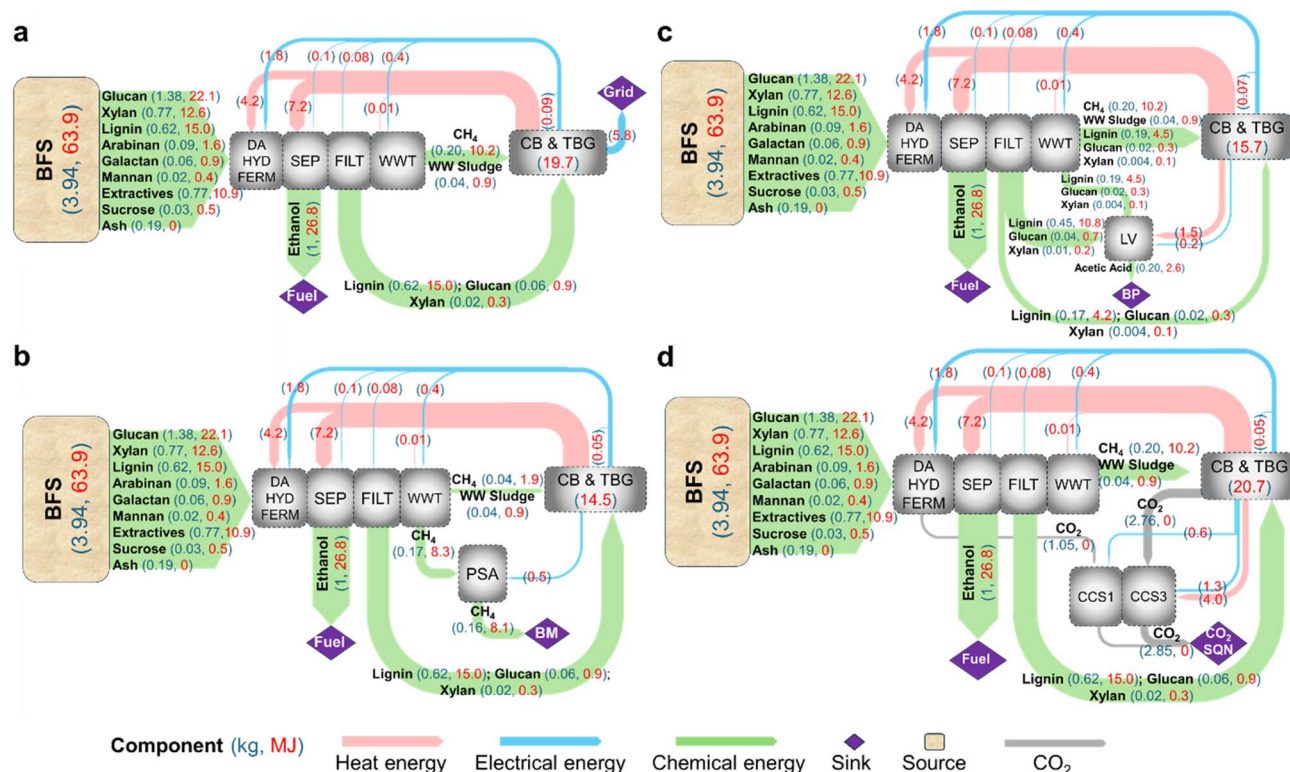 a
BFS
(3.94, 63.9)
Glucan (1.38, 22.1)
Xylan (0.77, 12.6)
Lignin (0.62, 15.0)
Arabinan (0.09, 1.6)
Galactan (0.06, 0.9)
Mannan (0.02, 0.4)
Extractives (0.77,10.9)
Sucrose (0.03, 0.5)
Ash (0.19, 0)
(1.8)
(0.1)
(0.08)
(0.4)
(4.2)
(7.2)
(0.01)
(0.09)
Grid
(5.8)
DA
HYD
FERM
SEP
FILT
WWT
CH4
(0.20, 10.2)
WW Sludge
(0.04, 0.9)
CB & TBG
(19.7)
Ethanol
(1, 26.8)
Fuel
Lignin (0.62, 15.0); Glucan (0.06, 0.9)
Xylan (0.02, 0.3)
c
BFS
(3.94, 63.9)
Glucan (1.38, 22.1)
Xylan (0.77, 12.6)
Lignin (0.62, 15.0)
Arabinan (0.09, 1.6)
Galactan (0.06, 0.9)
Mannan (0.02, 0.4)
Extractives (0.77,10.9)
Sucrose (0.03, 0.5)
Ash (0.19, 0)
(1.8)
(0.1)
(0.08)
(0.4)
(4.2)
(7.2)
(0.01)
(0.07)
DA
HYD
FERM
SEP
FILT
WWT
CH4 (0.20, 10.2)
WW Sludge (0.04, 0.9)
Lignin (0.19, 4.5)
Glucan (0.02, 0.3)
Xylan (0.004, 0.1)
CB & TBG
(15.7)
Lignin (0.19, 4.5)
Glucan (0.02, 0.3)
Xylan (0.004, 0.1)
Lignin (0.45, 10.8)
Glucan (0.04, 0.7)
Xylan (0.01, 0.2)
LV
(1.5)
(0.2)
Acetic Acid (0.20, 2.6)
BP
Ethanol
(1, 26.8)
Fuel
Lignin (0.17, 4.2); Glucan (0.02, 0.3)
Xylan (0.004, 0.1)
b
BFS
(3.94, 63.9)
Glucan (1.38, 22.1)
Xylan (0.77, 12.6)
Lignin (0.62, 15.0)
Arabinan (0.09, 1.6)
Galactan (0.06, 0.9)
Mannan (0.02, 0.4)
Extractives (0.77,10.9)
Sucrose (0.03, 0.5)
Ash (0.19, 0)
(1.8)
(0.1)
(0.08)
(0.4)
(4.2)
(7.2)
(0.01)
(0.05)
DA
HYD
FERM
SEP
FILT
WWT
CH4 (0.04, 1.9)
WW Sludge
(0.04, 0.9)
CB & TBG
(14.5)
CH4
(0.17, 8.3)
PSA
(0.5)
CH4
(0.16, 8.1)
BM
Ethanol
(1, 26.8)
Fuel
Lignin (0.62, 15.0); Glucan (0.06, 0.9);
Xylan (0.02, 0.3)
d
BFS
(3.94, 63.9)
Glucan (1.38, 22.1)
Xylan (0.77, 12.6)
Lignin (0.62, 15.0)
Arabinan (0.09, 1.6)
Galactan (0.06, 0.9)
Mannan (0.02, 0.4)
Extractives (0.77,10.9)
Sucrose (0.03, 0.5)
Ash (0.19, 0)
(1.8)
(0.1)
(0.08)
(0.4)
(4.2)
(7.2)
(0.01)
(0.05)
DA
HYD
FERM
SEP
FILT
WWT
CH4 (0.20, 10.2)
WW Sludge
(0.04, 0.9)
CB & TBG
(20.7)
CO2
(1.05, 0)
CO2
(2.76, 0)
(0.6)
CCS1
CCS3
(1.3)
(4.0)
CO2
(2.85, 0)
CO2
SQN
Ethanol
(1, 26.8)
Fuel
Lignin (0.62, 15.0); Glucan (0.06, 0.9)
Xylan (0.02, 0.3)
Component (kg, MJ)
Heat energy
Electrical energy
Chemical energy
Sink
Source
CO2